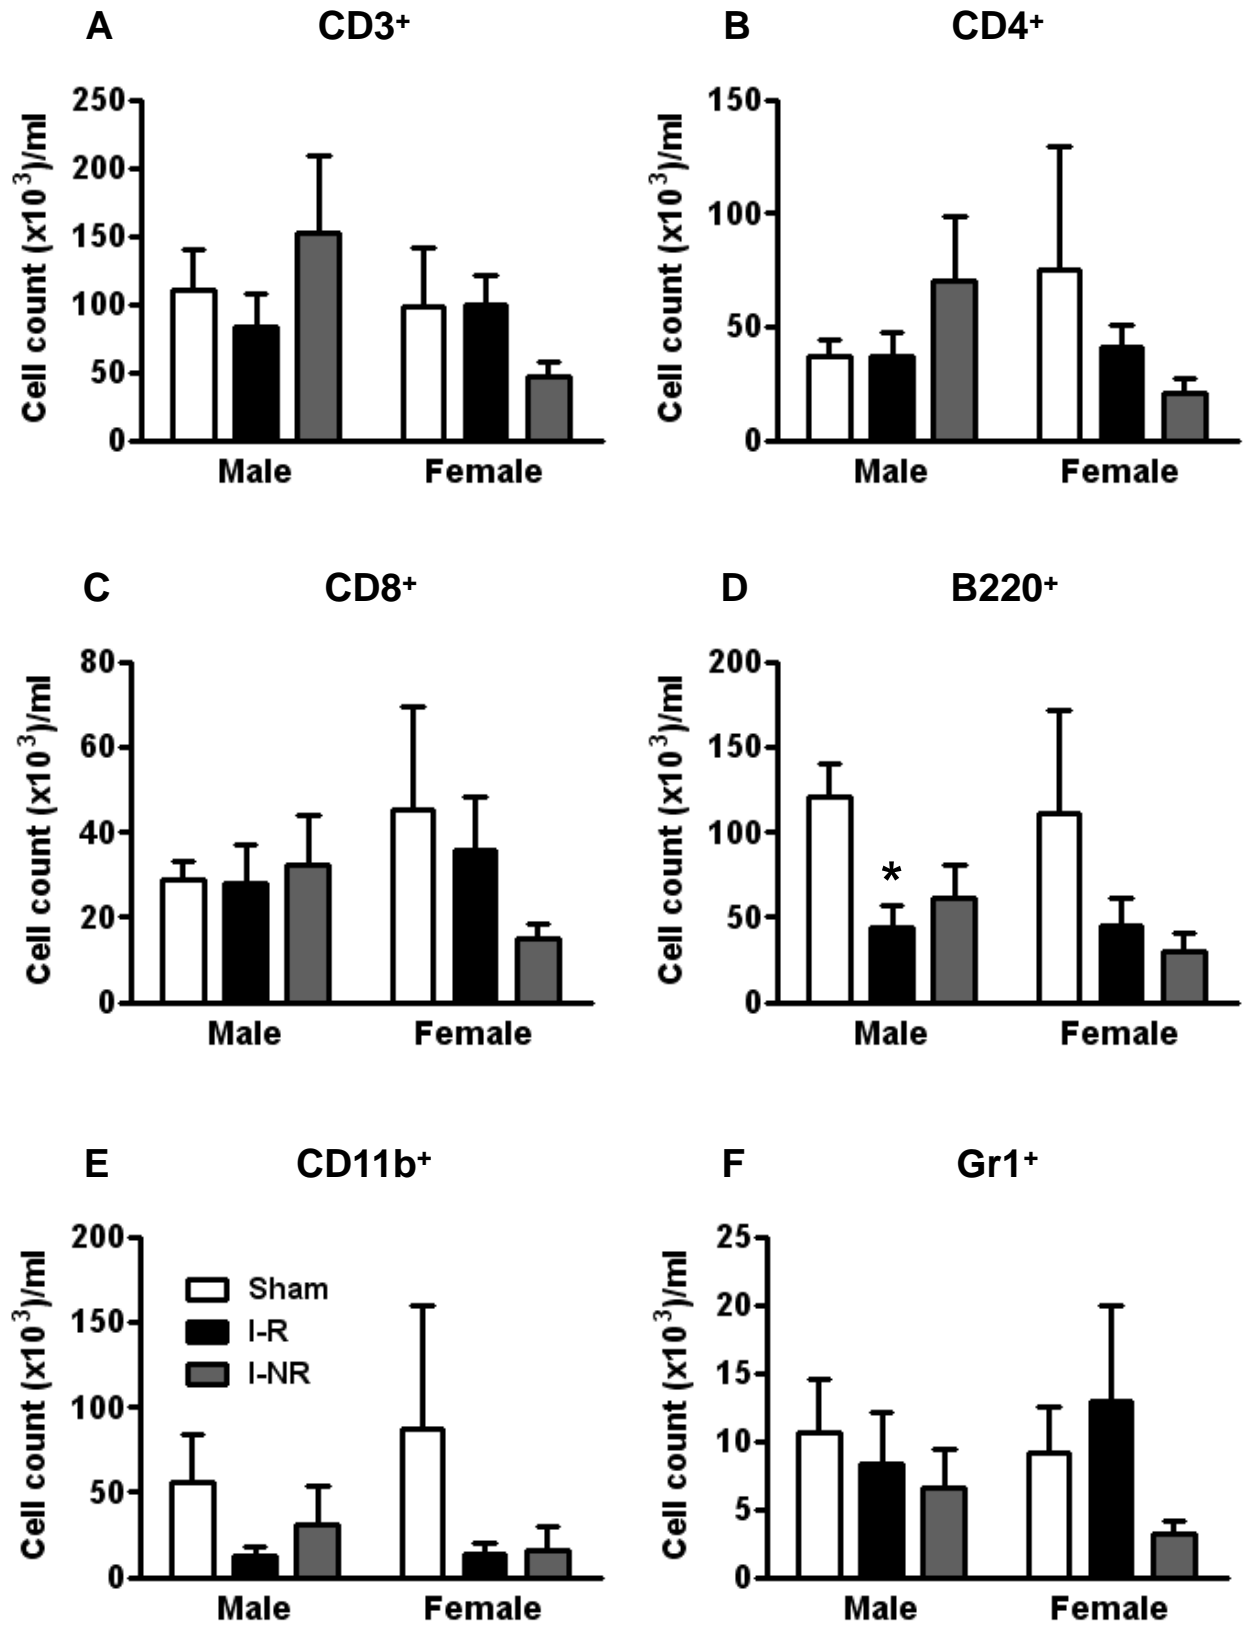 A CD3+
Cell count (x10³)/ml
250
200
150
100
50
0
Male Female
B CD4+
Cell count (x10³)/ml
150
100
50
0
Male Female
C CD8+
Cell count (x10³)/ml
80
60
40
20
0
Male Female
D B220+
Cell count (x10³)/ml
200
150
100
50
0
*
Male Female
E CD11b+
Cell count (x10³)/ml
200
150
100
50
0
Sham
I-R
I-NR
Male Female
F Gr1+
Cell count (x10³)/ml
25
20
15
10
5
0
Male Female